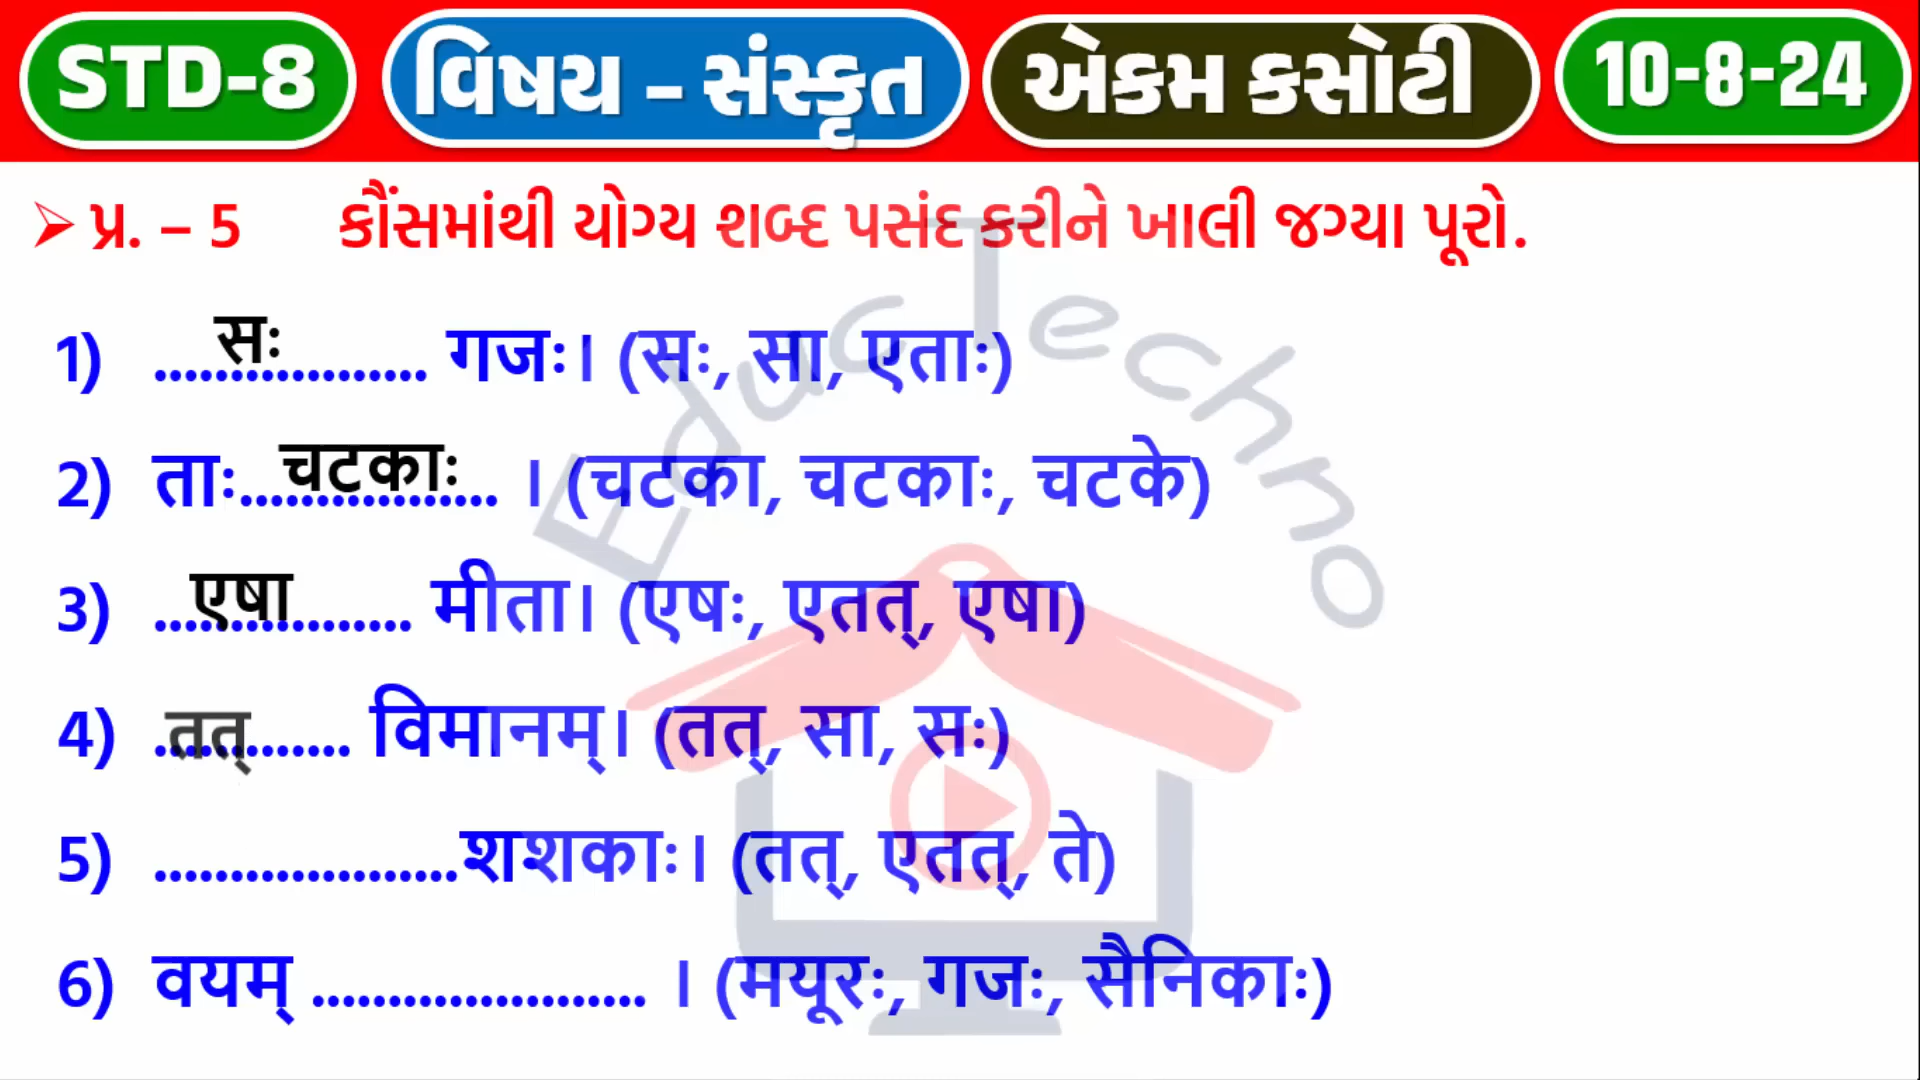 STD-8 વિષય – સંસ્કૃત એકમ કસોટી 10-8-24
➢ પ્ર. – 5 કૌંસમાંથી યોગ્ય શબ્દ પસંદ કરીને ખાલી જગ્યા પૂરો.
1) ........सः.......... गजः। (सः, सा, एताः)
2) ताः......चटकाः........... । (चटका, चटकाः, चटके)
3) ......एषा........... मीता। (एषः, एतत्, एषा)
4) ...तत्.......... विमानम्। (तत्, सा, सः)
5) ....................शशकाः। (तत्, एतत्, ते)
6) वयम् ...................... । (मयूरः, गजः, सैनिकाः)
EducTechno